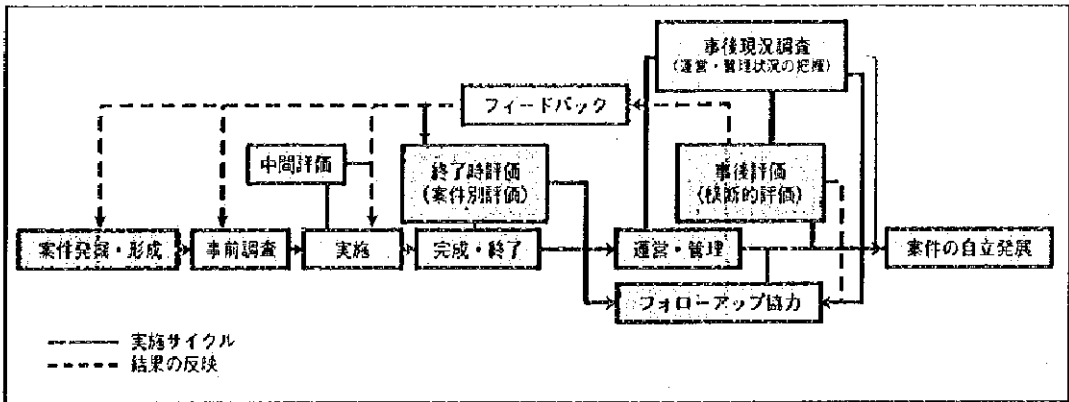 事後現況調査
(運営・管理状況の把握)
フィードバック
中間評価
終了時評価
(案件別評価)
事後評価
(横断的評価)
案件発掘・形成
事前調査
実施
完成・終了
運営・管理
案件の自立発展
フォローアップ協力
実施サイクル
結果の反映